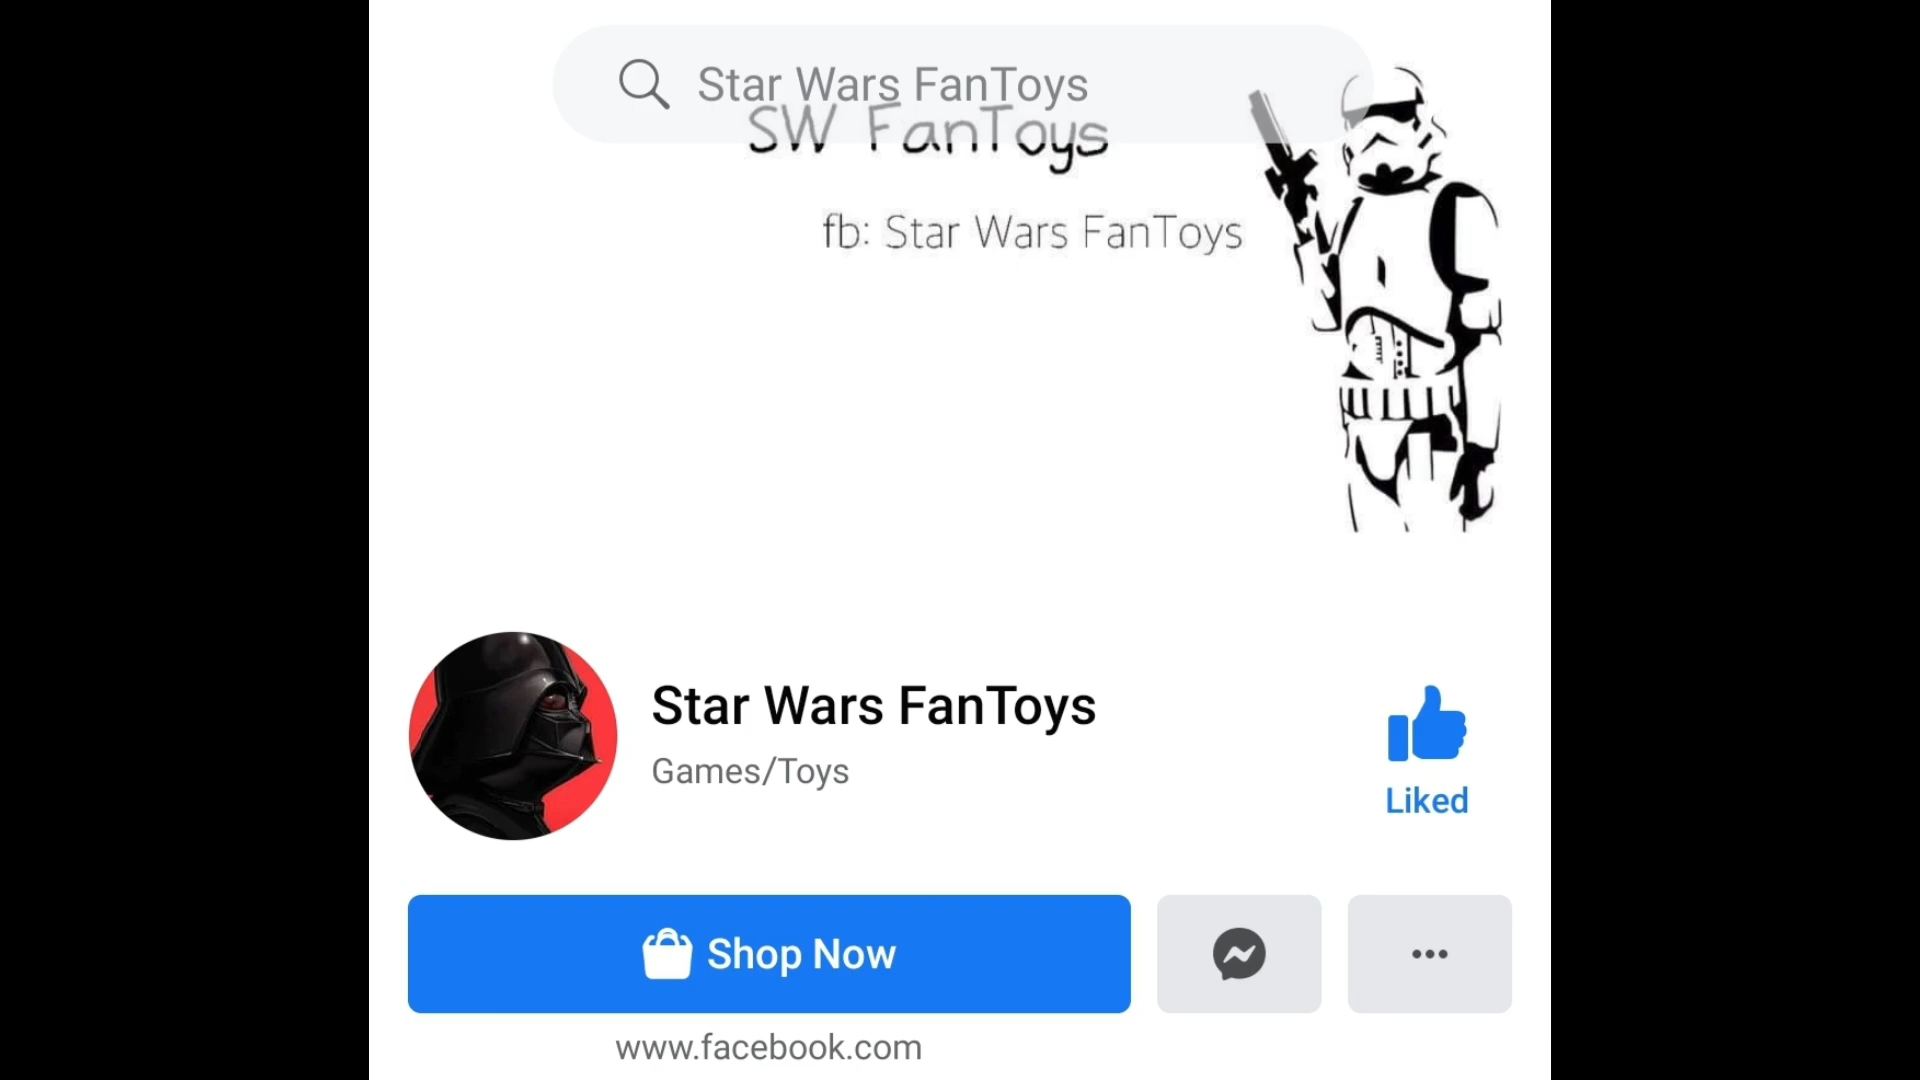 Star Wars FanToys
SW FanToys
fb: Star Wars FanToys
Star Wars FanToys
Games/Toys
Liked
Shop Now
www.facebook.com